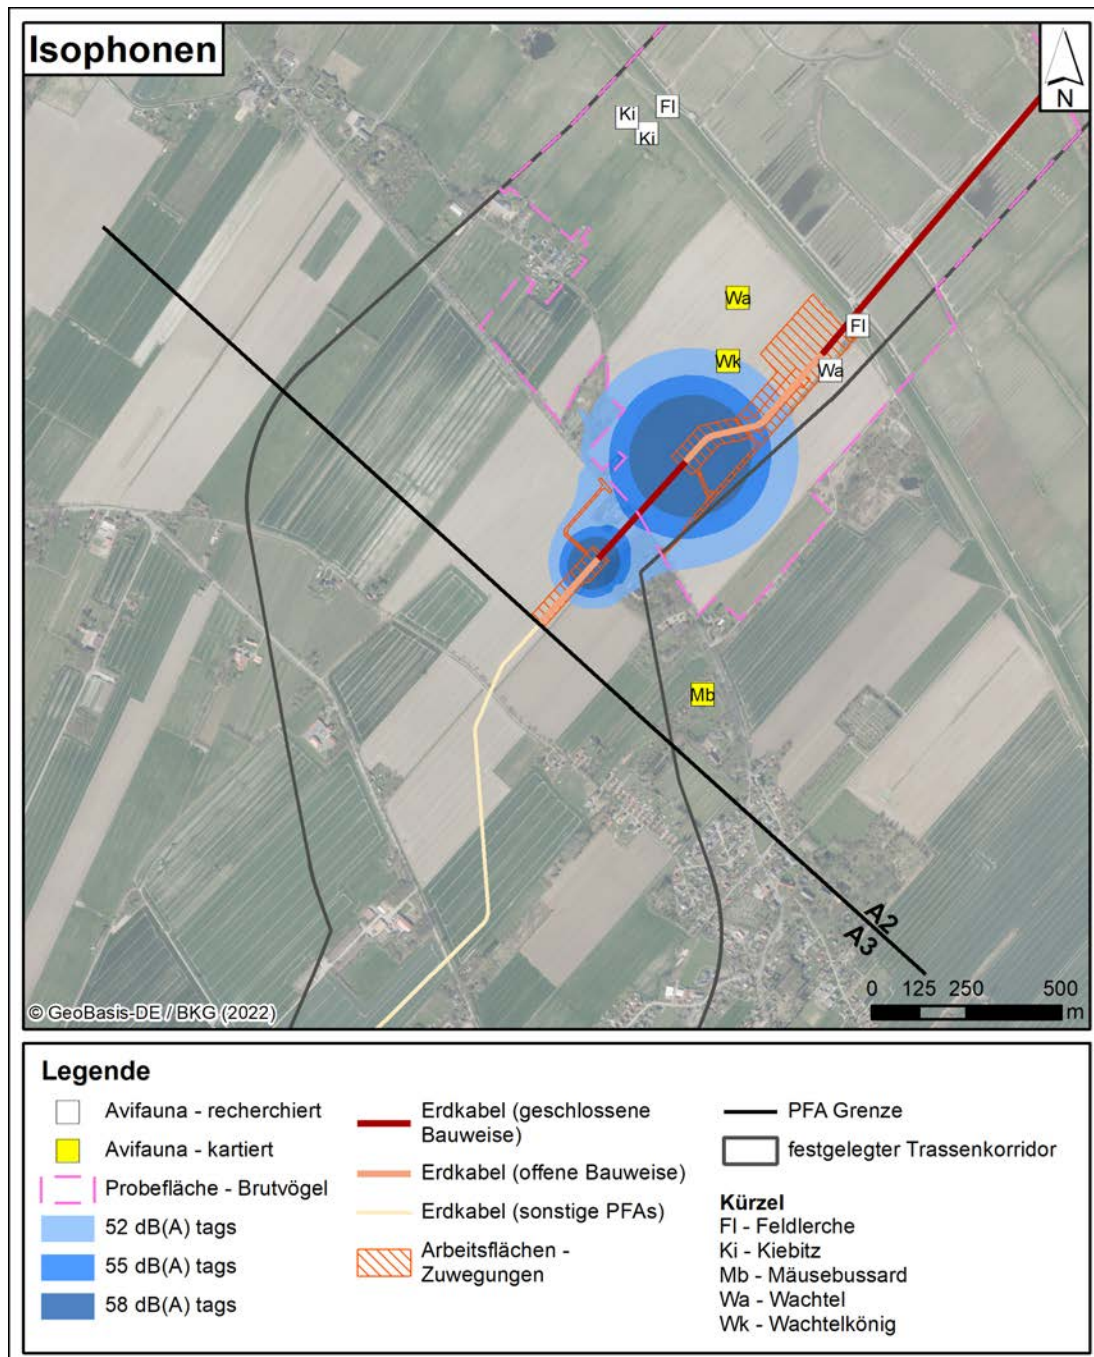 Isophonen
N
Ki
Fl
Ki
Wa
Fl
Wk
Wa
Mb
A2
A3
0 125 250 500
m
© GeoBasis-DE / BKG (2022)
Legende
Avifauna - recherchiert
Avifauna - kartiert
Probefläche - Brutvögel
52 dB(A) tags
55 dB(A) tags
58 dB(A) tags
Erdkabel (geschlossene
Bauweise)
Erdkabel (offene Bauweise)
Erdkabel (sonstige PFAs)
Arbeitsflächen -
Zuwegungen
PFA Grenze
festgelegter Trassenkorridor
Kürzel
Fl - Feldlerche
Ki - Kiebitz
Mb - Mäusebussard
Wa - Wachtel
Wk - Wachtelkönig